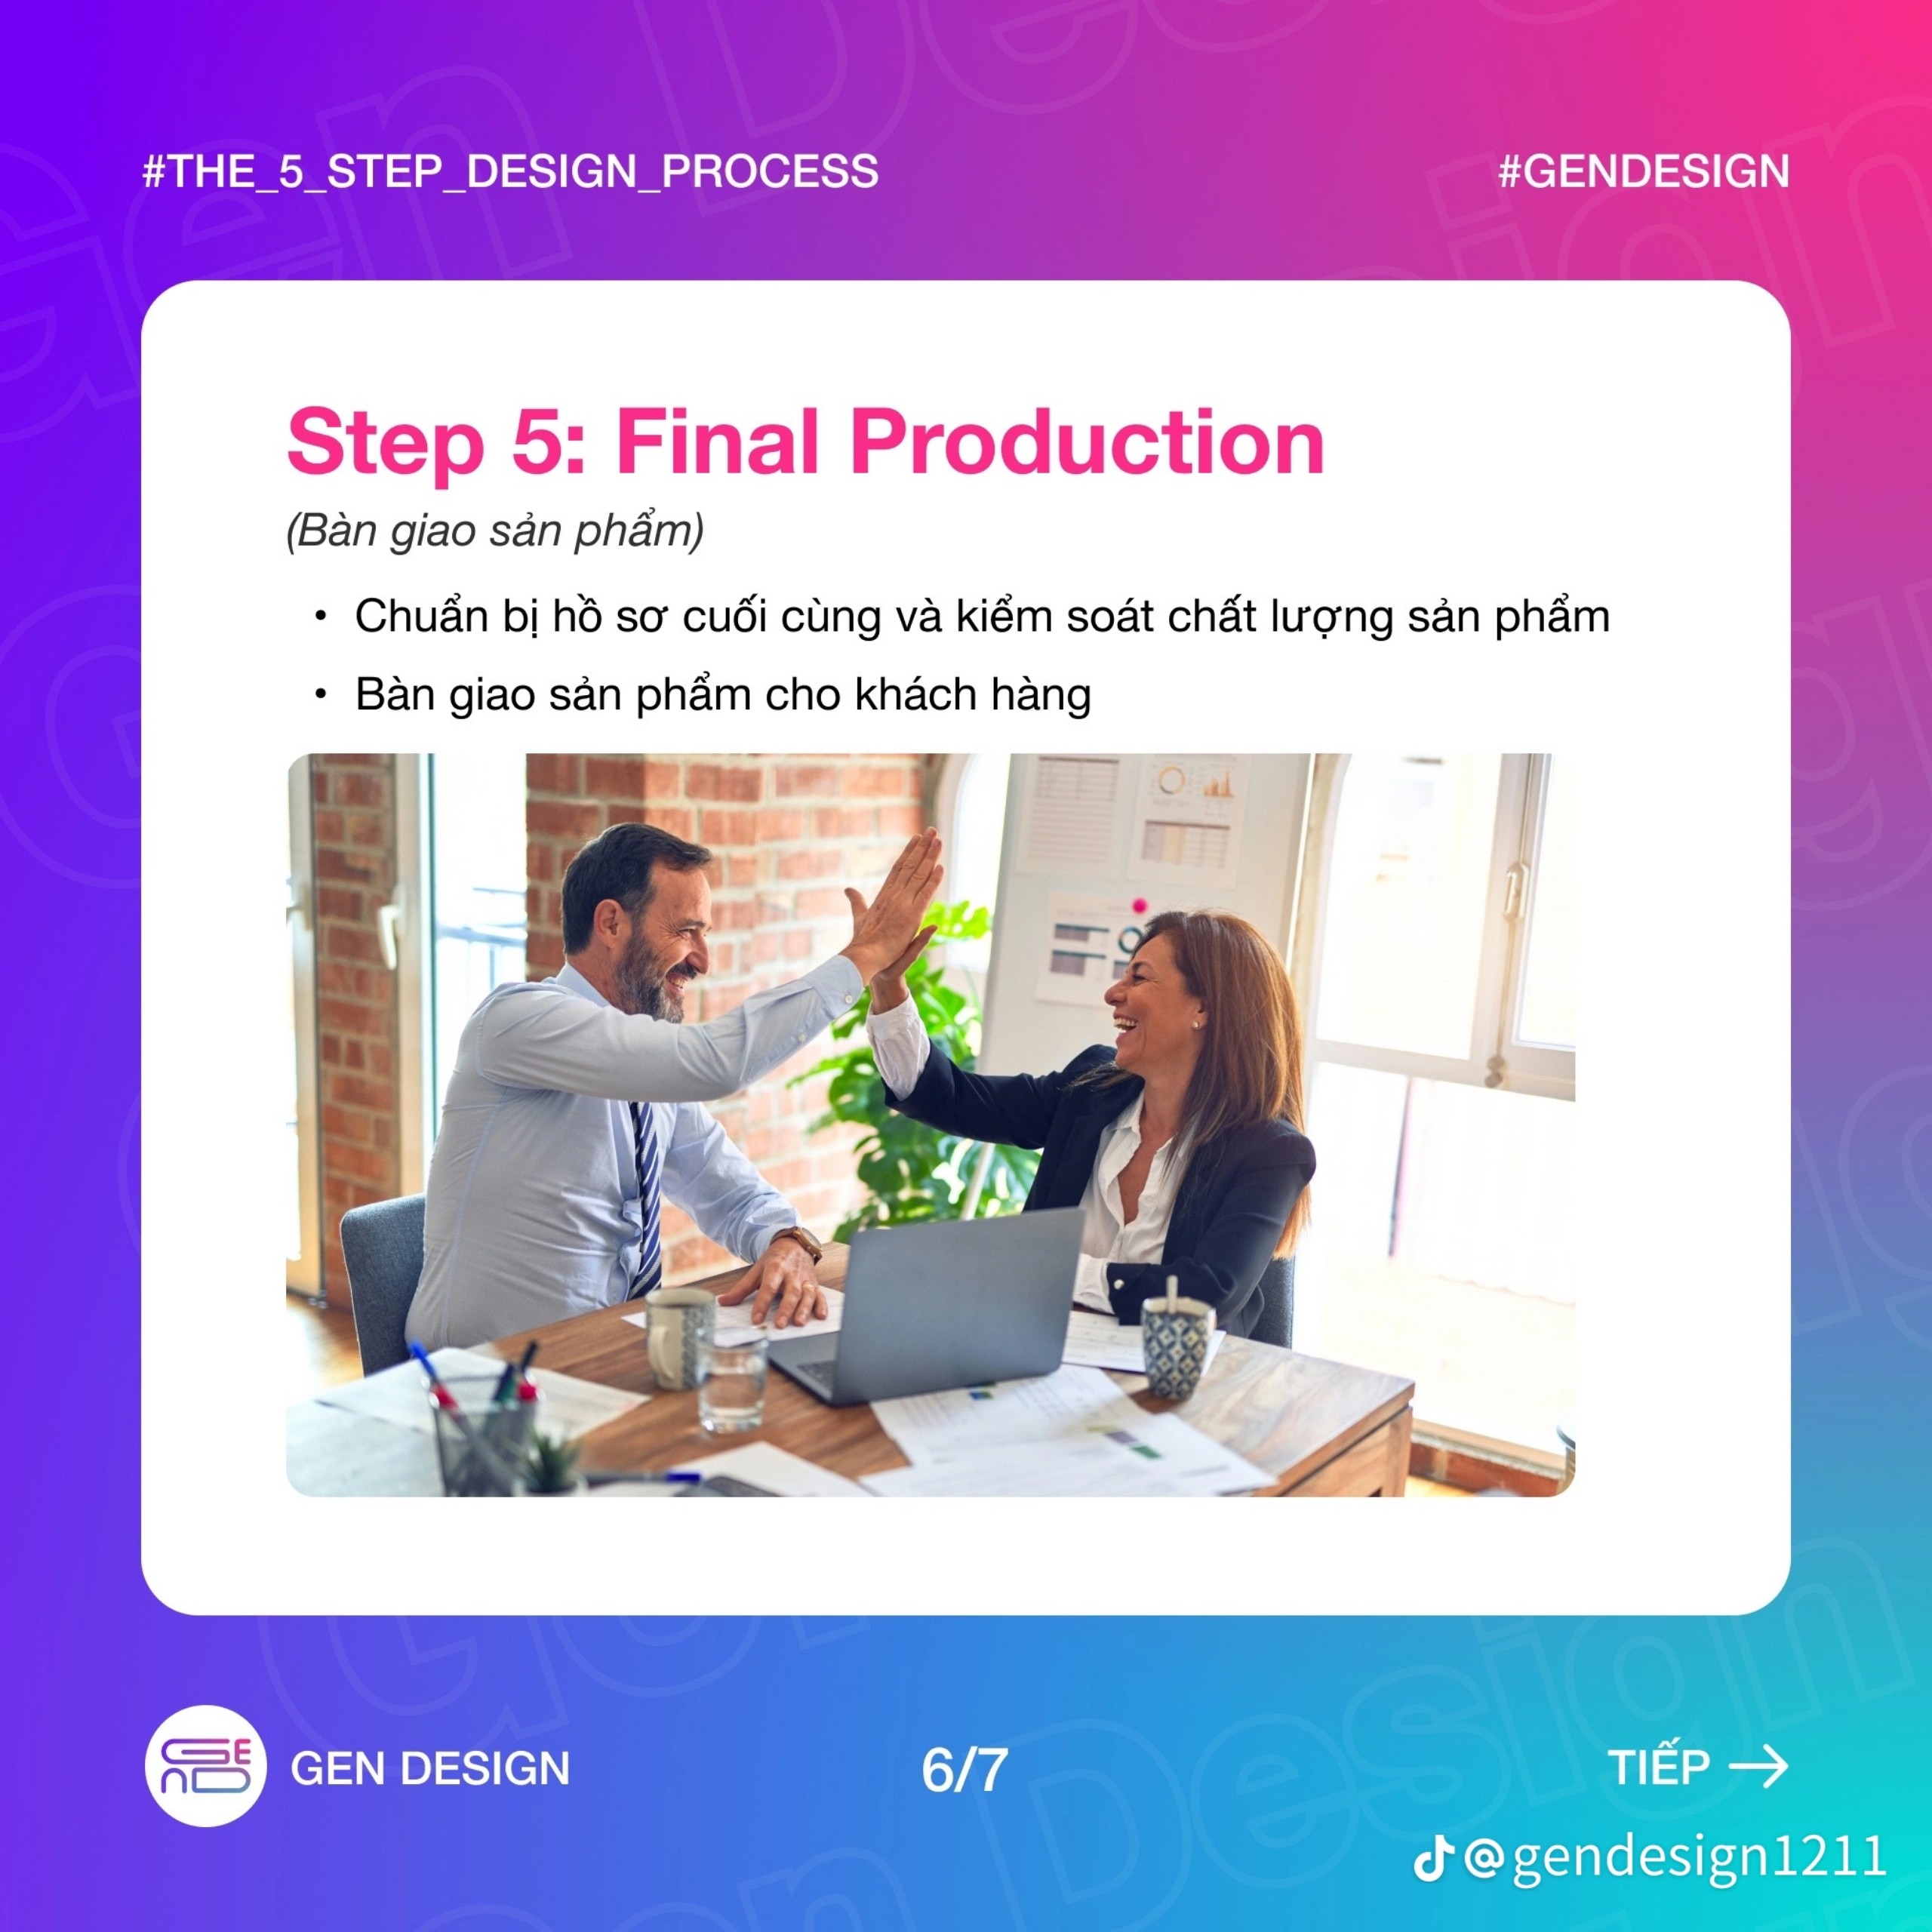 #THE_5_STEP_DESIGN_PROCESS
#GENDESIGN
Step 5: Final Production
(Bàn giao sản phẩm)
• Chuẩn bị hồ sơ cuối cùng và kiểm soát chất lượng sản phẩm
• Bàn giao sản phẩm cho khách hàng
GEN DESIGN
6/7
TIẾP →
@gendesign1211